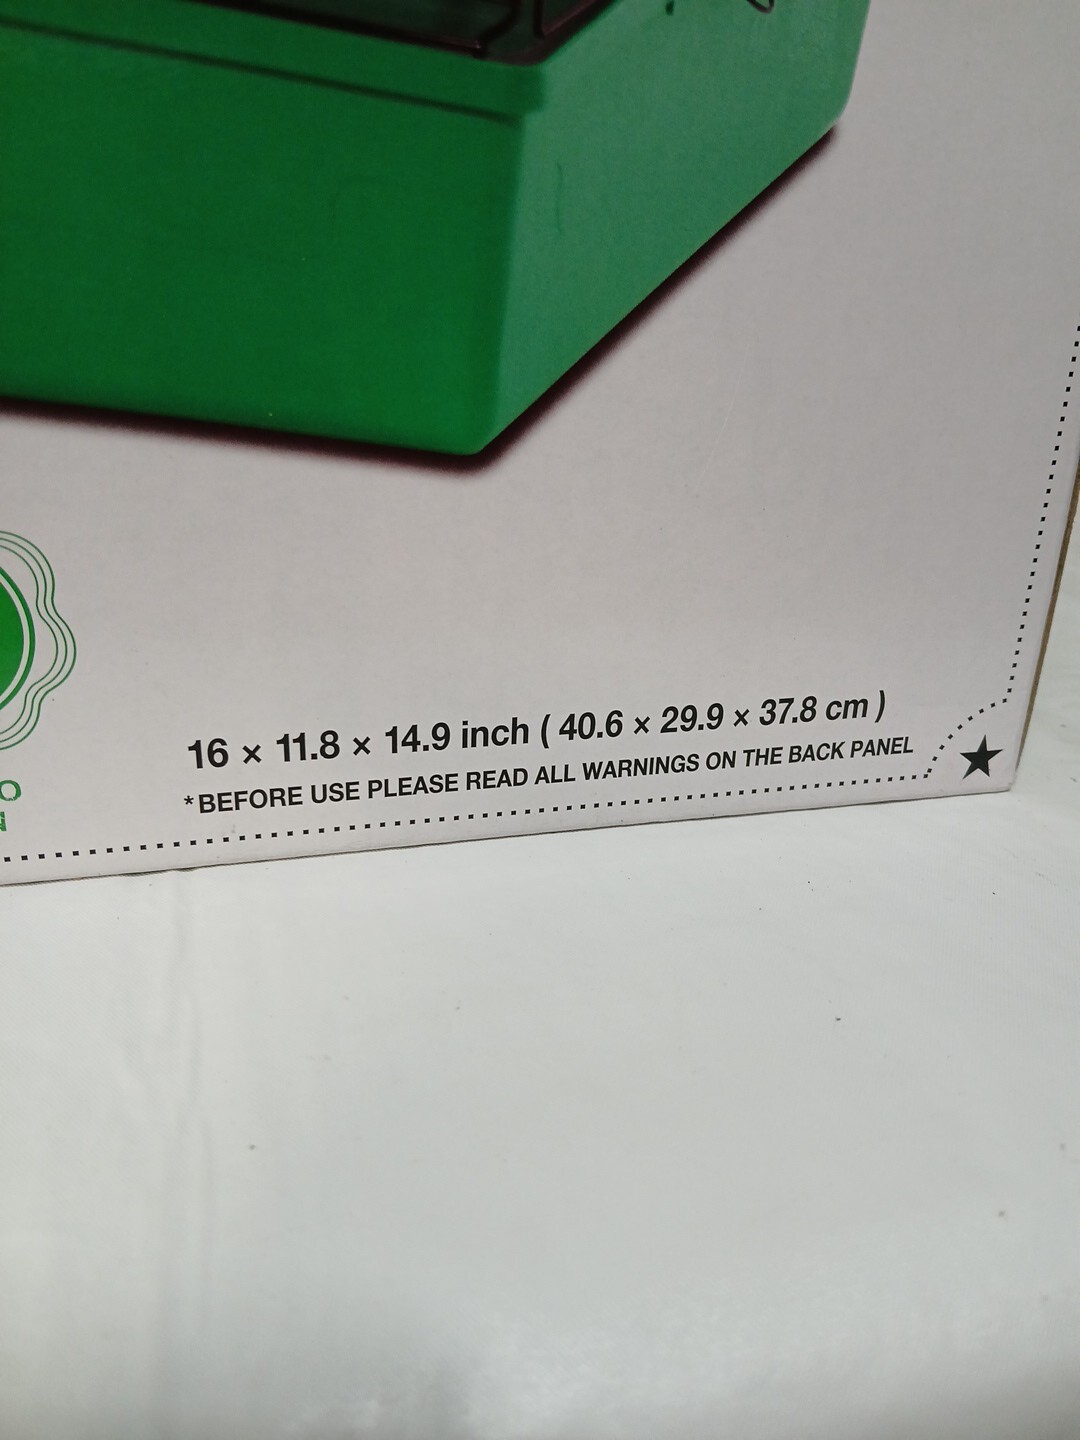 16 × 11.8 × 14.9 inch ( 40.6 × 29.9 × 37.8 cm )
*BEFORE USE PLEASE READ ALL WARNINGS ON THE BACK PANEL